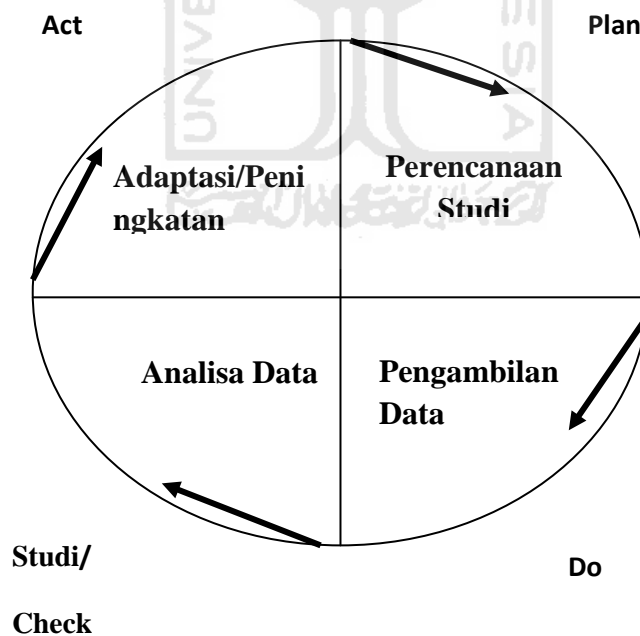 Act
Plan
Adaptasi/Peni
ngkatan
Perencanaan
Studi
Analisa Data
Pengambilan
Data
Studi/
Check
Do